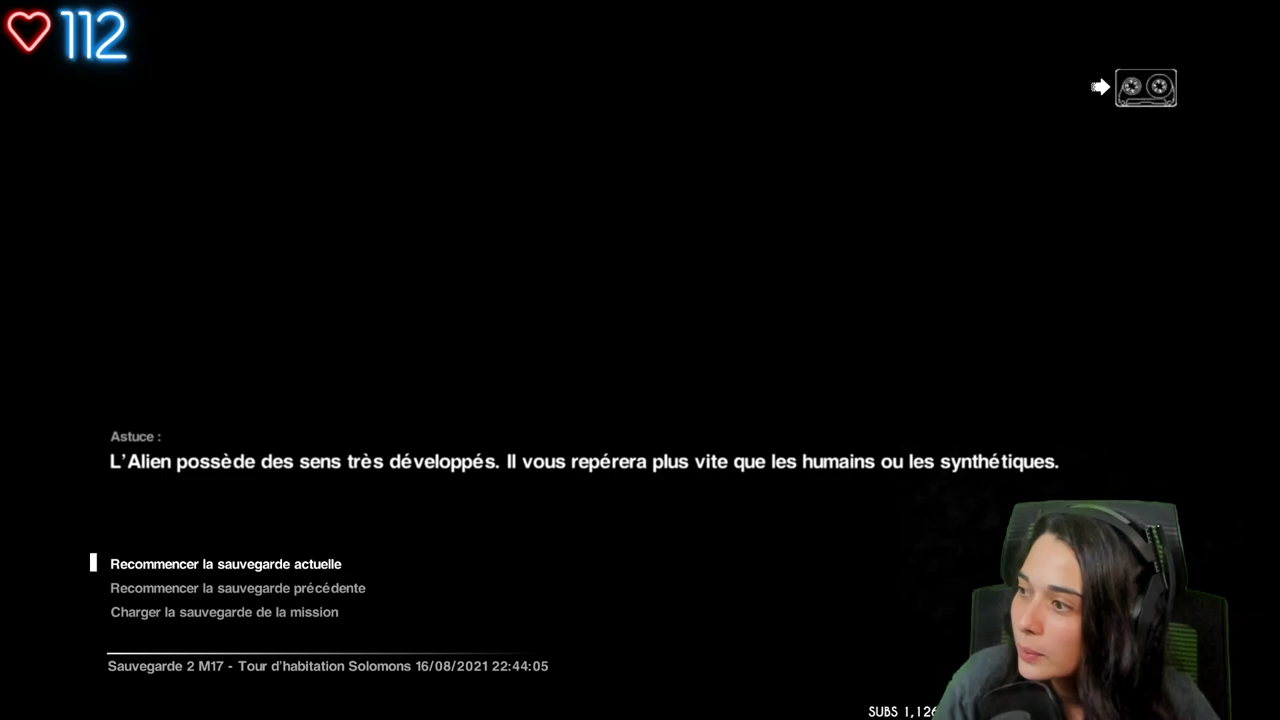 112
Astuce :
L'Alien possède des sens très développés. Il vous repérera plus vite que les humains ou les synthétiques.
Recommencer la sauvegarde actuelle
Recommencer la sauvegarde précédente
Charger la sauvegarde de la mission
Sauvegarde 2 M17 - Tour d'habitation Solomons 16/08/2021 22:44:05
SUBS